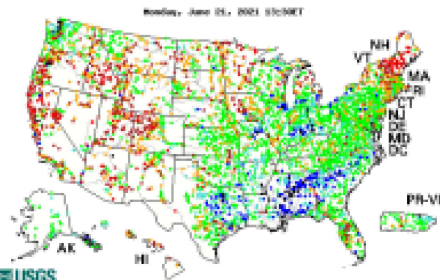 Monday, June 21, 2021 13:30ET
NH
VT
MA
RI
CT
NJ
DE
MD
DC
PR-VI
AK
HI
USGS